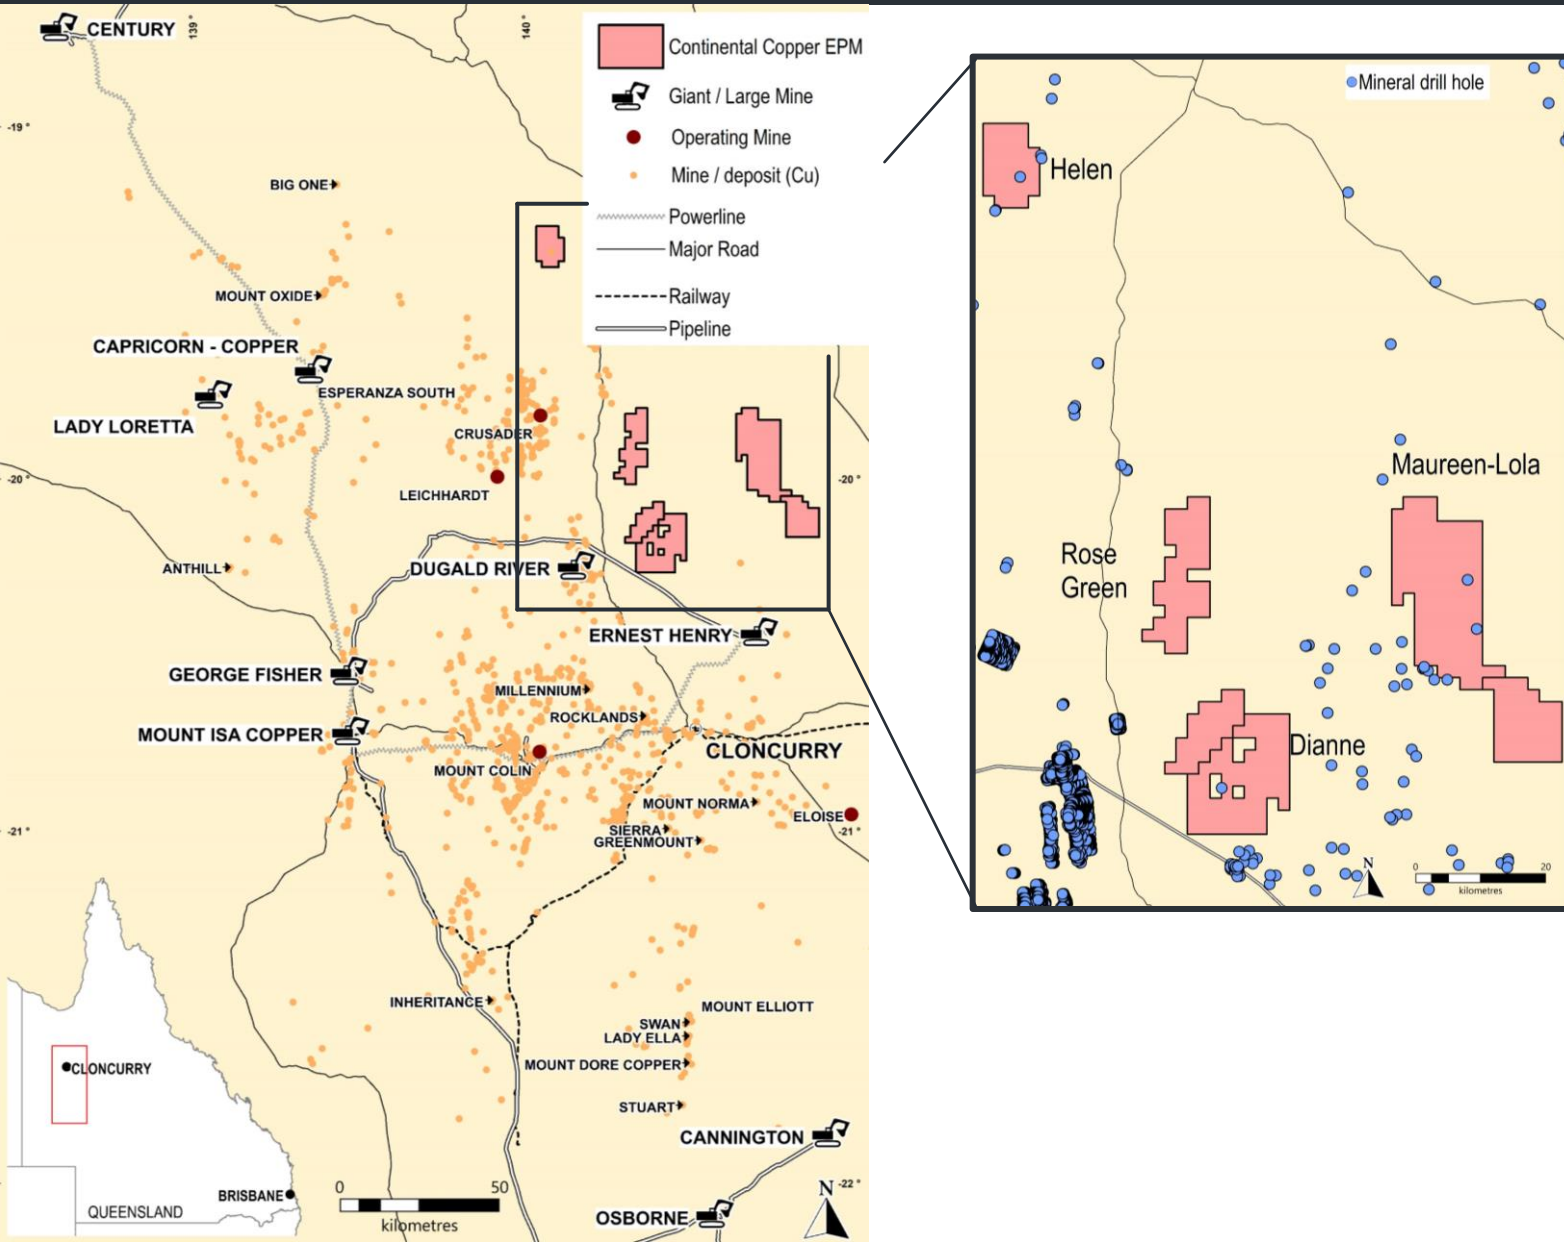 CENTURY
139 °
140 °
Continental Copper EPM
Giant / Large Mine
Operating Mine
Mine / deposit (Cu)
Powerline
Major Road
Railway
Pipeline
-19 °
BIG ONE
MOUNT OXIDE
CAPRICORN - COPPER
ESPERANZA SOUTH
LADY LORETTA
CRUSADER
-20 °
-20 °
LEICHHARDT
ANTHILL
DUGALD RIVER
ERNEST HENRY
GEORGE FISHER
MILLENNIUM
ROCKLANDS
MOUNT ISA COPPER
CLONCURRY
MOUNT COLIN
MOUNT NORMA
ELOISE
-21 °
-21 °
SIERRA
GREENMOUNT
INHERITANCE
MOUNT ELLIOTT
SWAN
LADY ELLA
MOUNT DORE COPPER
STUART
CANNINGTON
OSBORNE
N
-22 °
0
50
kilometres
CLONCURRY
BRISBANE
QUEENSLAND
Mineral drill hole
Helen
Maureen-Lola
Rose
Green
Dianne
N
0
20
kilometres